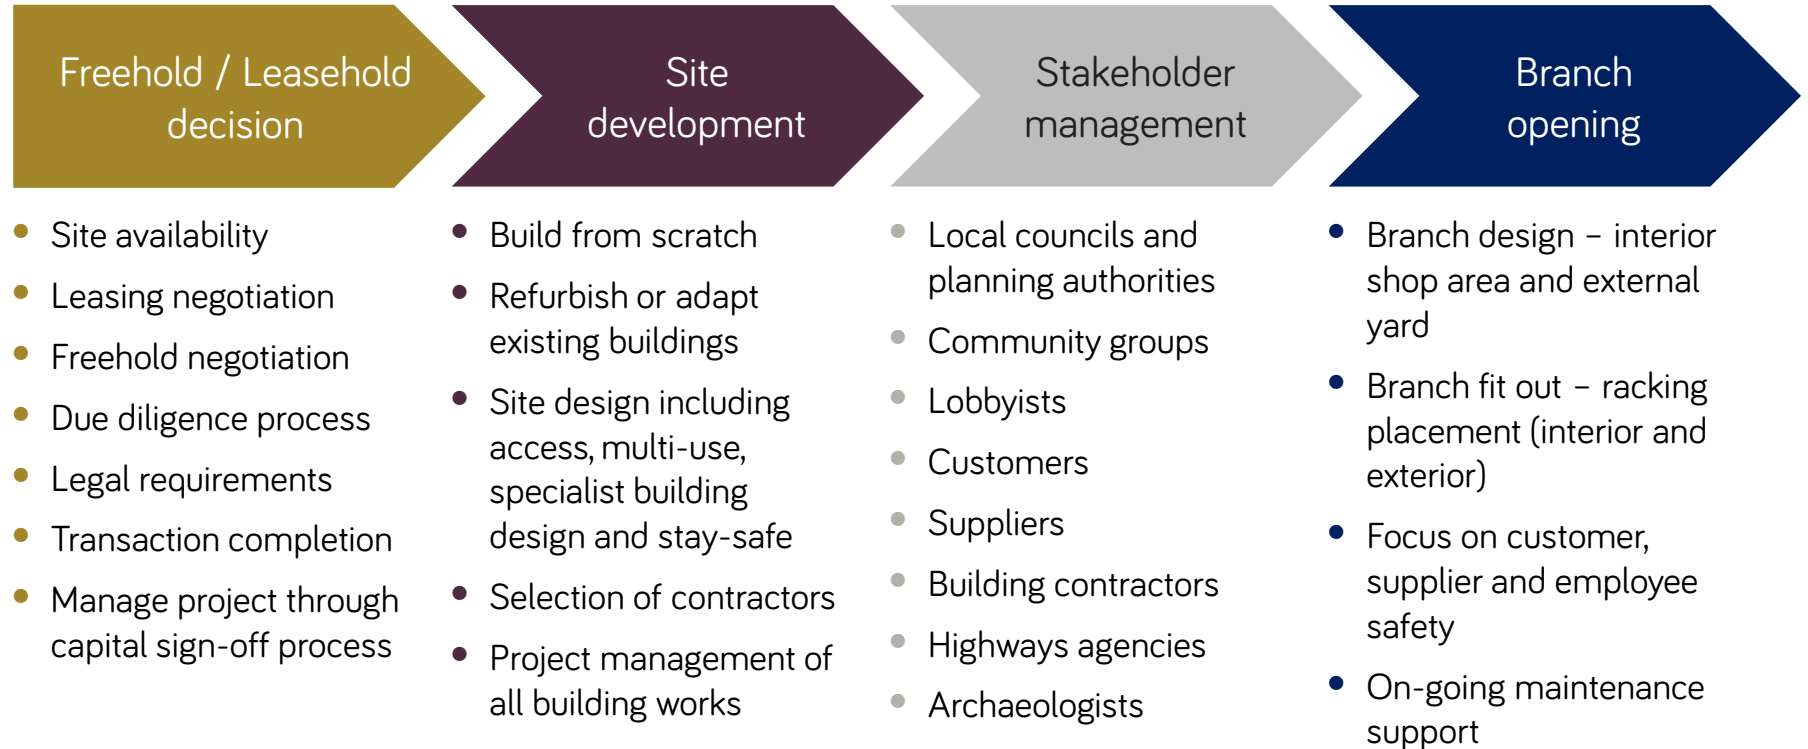 Freehold / Leasehold
decision
Site availability
Leasing negotiation
Freehold negotiation
Due diligence process
Legal requirements
Transaction completion
Manage project through
capital sign-off process
Site
development
Build from scratch
Refurbish or adapt
existing buildings
Site design including
access, multi-use,
specialist building
design and stay-safe
Selection of contractors
Project management of
all building works
Stakeholder
management
Local councils and
planning authorities
Community groups
Lobbyists
Customers
Suppliers
Building contractors
Highways agencies
Archaeologists
Branch
opening
Branch design – interior
shop area and external
yard
Branch fit out – racking
placement (interior and
exterior)
Focus on customer,
supplier and employee
safety
On-going maintenance
support